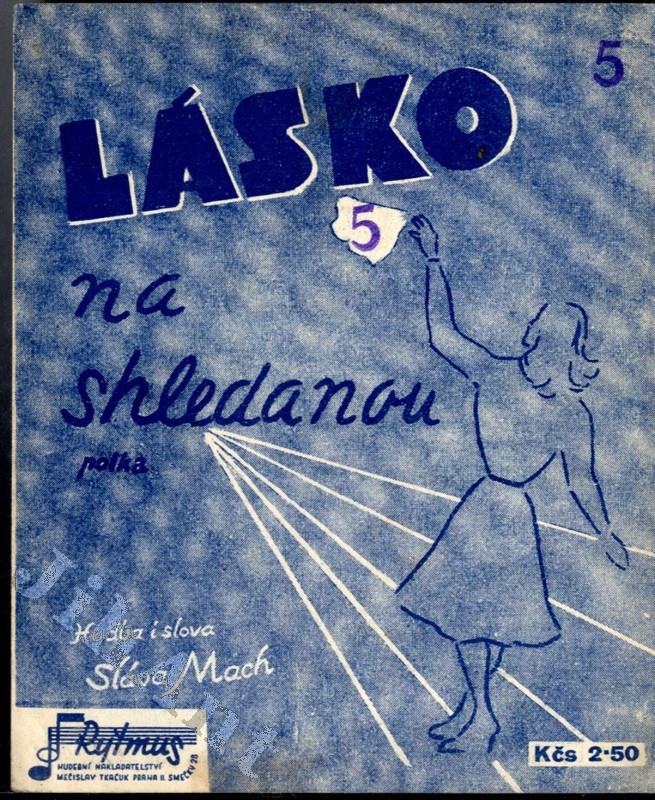 5
LÁSKO
5
na
shledanou
polka
Hudba i slova
Sláva Mach
Rytmus
HUDEBNÍ NAKLADATELSTVÍ
MEČISLAV TKAČUK PRAHA II. SMEČKY 28
Kčs 2·50